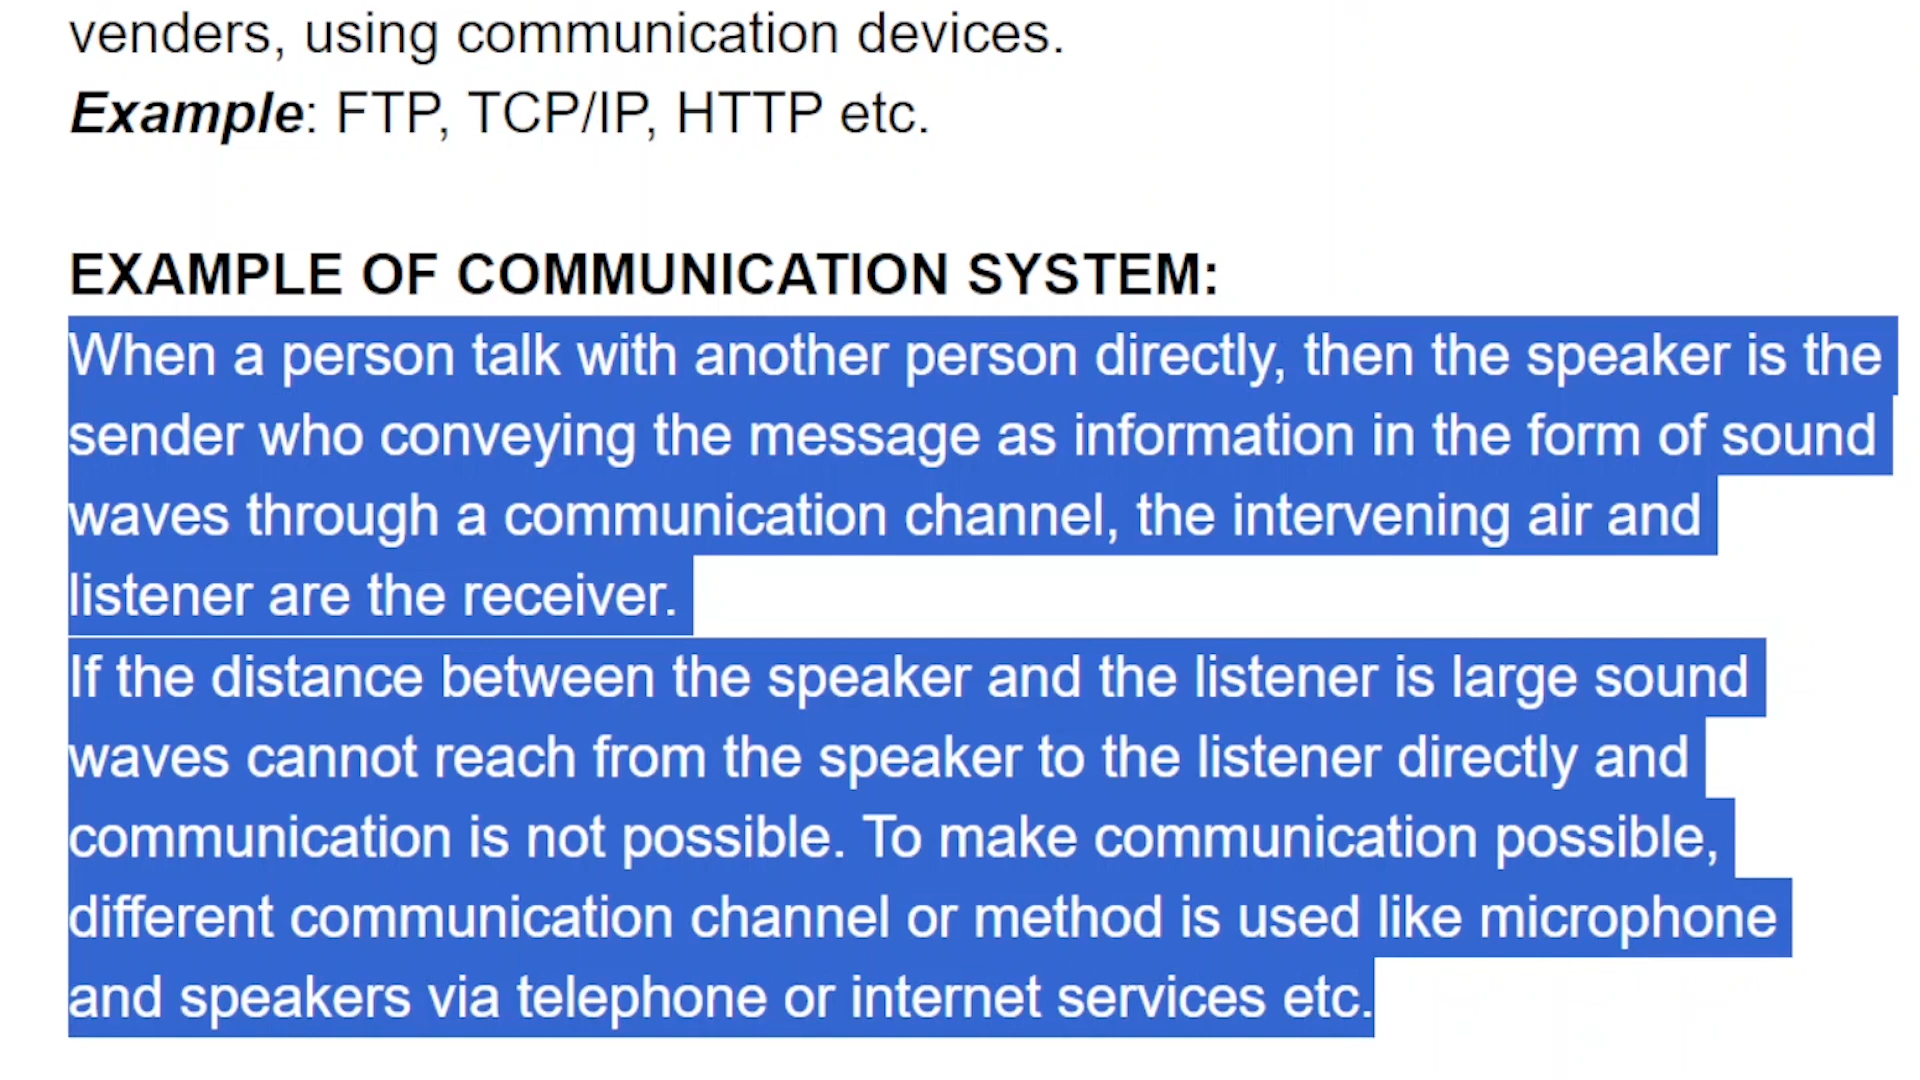 venders, using communication devices.
Example: FTP, TCP/IP, HTTP etc.
EXAMPLE OF COMMUNICATION SYSTEM:
When a person talk with another person directly, then the speaker is the
sender who conveying the message as information in the form of sound
waves through a communication channel, the intervening air and
listener are the receiver.
If the distance between the speaker and the listener is large sound
waves cannot reach from the speaker to the listener directly and
communication is not possible. To make communication possible,
different communication channel or method is used like microphone
and speakers via telephone or internet services etc.